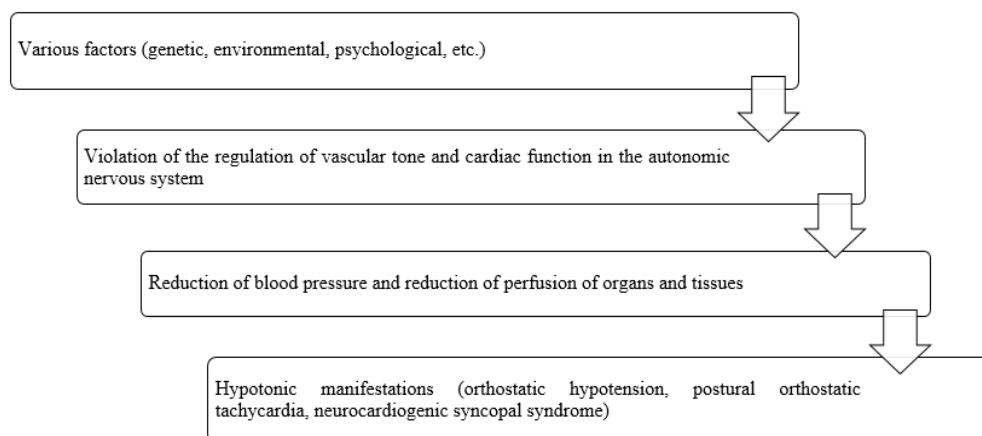 Various factors (genetic, environmental, psychological, etc.)
Violation of the regulation of vascular tone and cardiac function in the autonomic
nervous system
Reduction of blood pressure and reduction of perfusion of organs and tissues
Hypotonic manifestations (orthostatic hypotension, postural orthostatic
tachycardia, neurocardiogenic syncopal syndrome)